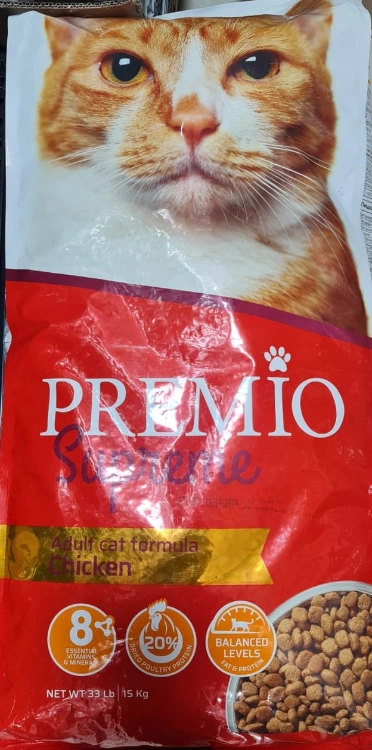 PREMIO
Supreme
Adult cat formula
Chicken
8
ESSENTIAL
VITAMINS
& MINERALS
20%
DRIED POULTRY PROTEIN
BALANCED
LEVELS
FAT & PROTEIN
NET WT 33 Lb | 15 Kg